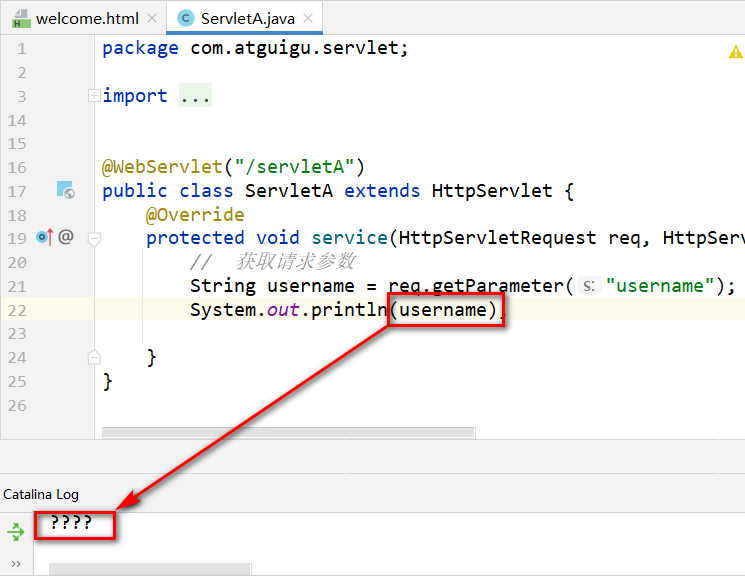 welcome.html
ServletA.java
1 package com.atguigu.servlet;
2
3 import ...
14
15
16 @WebServlet("/servletA")
17 public class ServletA extends HttpServlet {
18 @Override
19 @ protected void service(HttpServletRequest req, HttpServ
20 // 获取请求参数
21 String username = req.getParameter( s: "username");
22 System.out.println(username);
23
24 }
25 }
26
Catalina Log
????